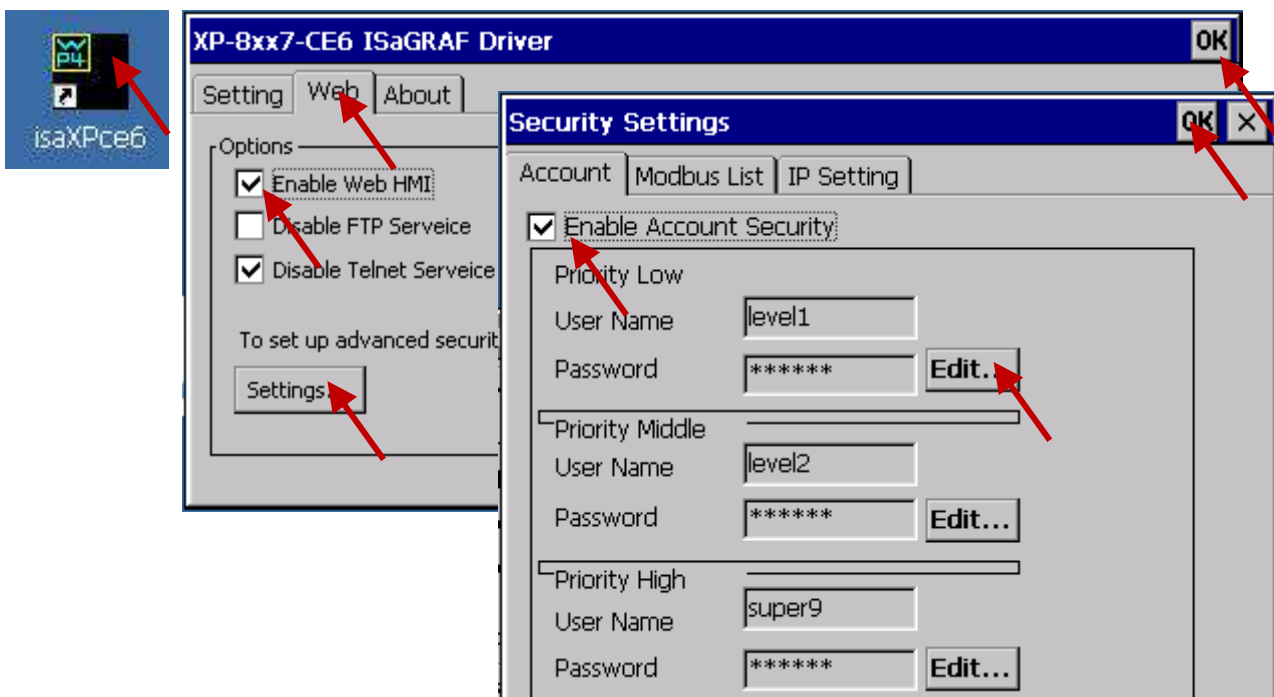 WP4
isaXPce6
XP-8xx7-CE6 ISaGRAF Driver OK
Setting Web About
Options
Enable Web HMI
Disable FTP Serveice
Disable Telnet Serveice
To set up advanced securit
Settings...
Security Settings OK ×
Account Modbus List IP Setting
Enable Account Security
Priority Low
User Name level1
Password ****** Edit...
Priority Middle
User Name level2
Password ****** Edit...
Priority High
User Name super9
Password ****** Edit...